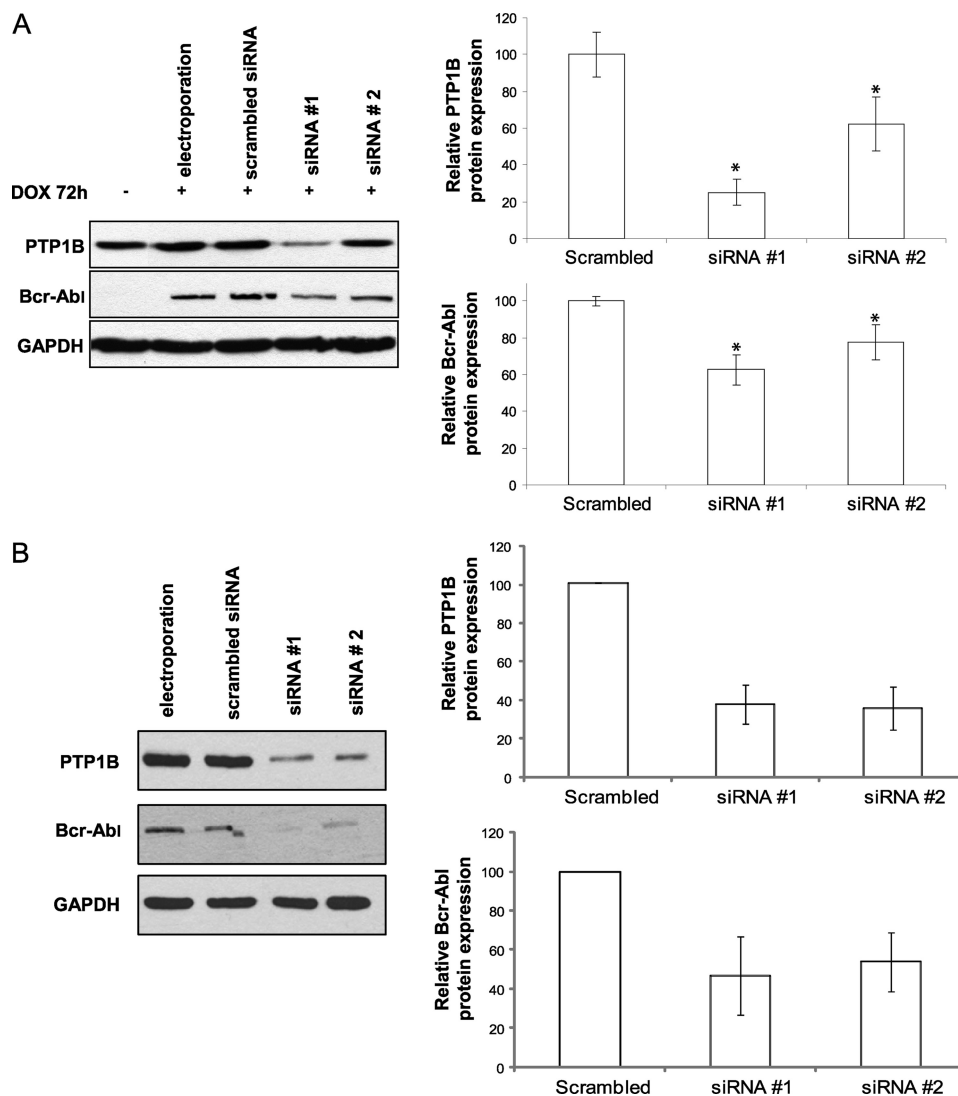 A
electroporation
scrambled siRNA
siRNA #1
siRNA # 2
DOX 72h - + + + +
PTP1B
Bcr-Abl
GAPDH
Relative PTP1B
protein expression
120
100
80
60
40
20
0
* *
Scrambled siRNA #1 siRNA #2
Relative Bcr-Abl
protein expression
100
80
60
40
20
0
* *
Scrambled siRNA #1 siRNA #2
B
electroporation
scrambled siRNA
siRNA #1
siRNA # 2
PTP1B
Bcr-Abl
GAPDH
Relative PTP1B
protein expression
120
100
80
60
40
20
0
Scrambled siRNA #1 siRNA #2
Relative Bcr-Abl
protein expression
120
100
80
60
40
20
0
Scrambled siRNA #1 siRNA #2